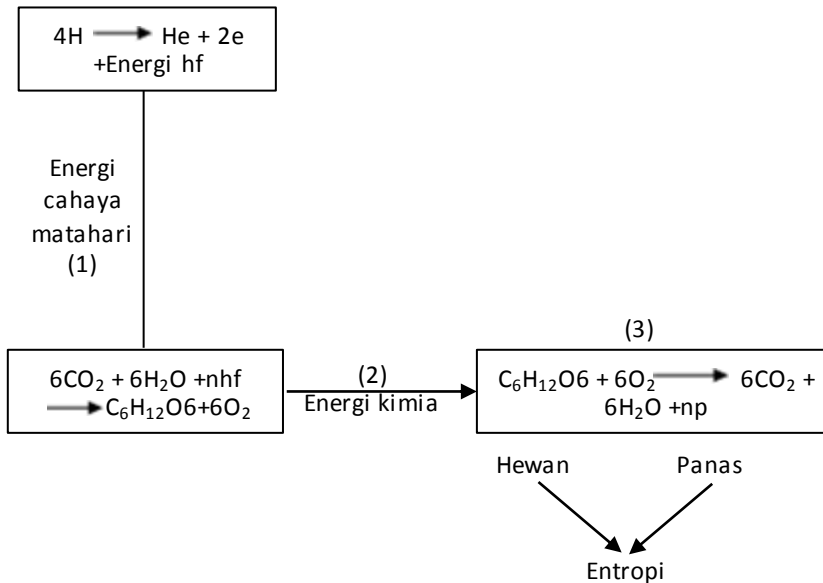 4H ⟶ He + 2e
+Energi hf
Energi
cahaya
matahari
(1)
6CO₂ + 6H₂O +nhf
⟶C₆H₁₂O6+6O₂
(2)
Energi kimia
(3)
C₆H₁₂O6 + 6O₂ ⟶ 6CO₂ +
6H₂O +np
Hewan Panas
Entropi